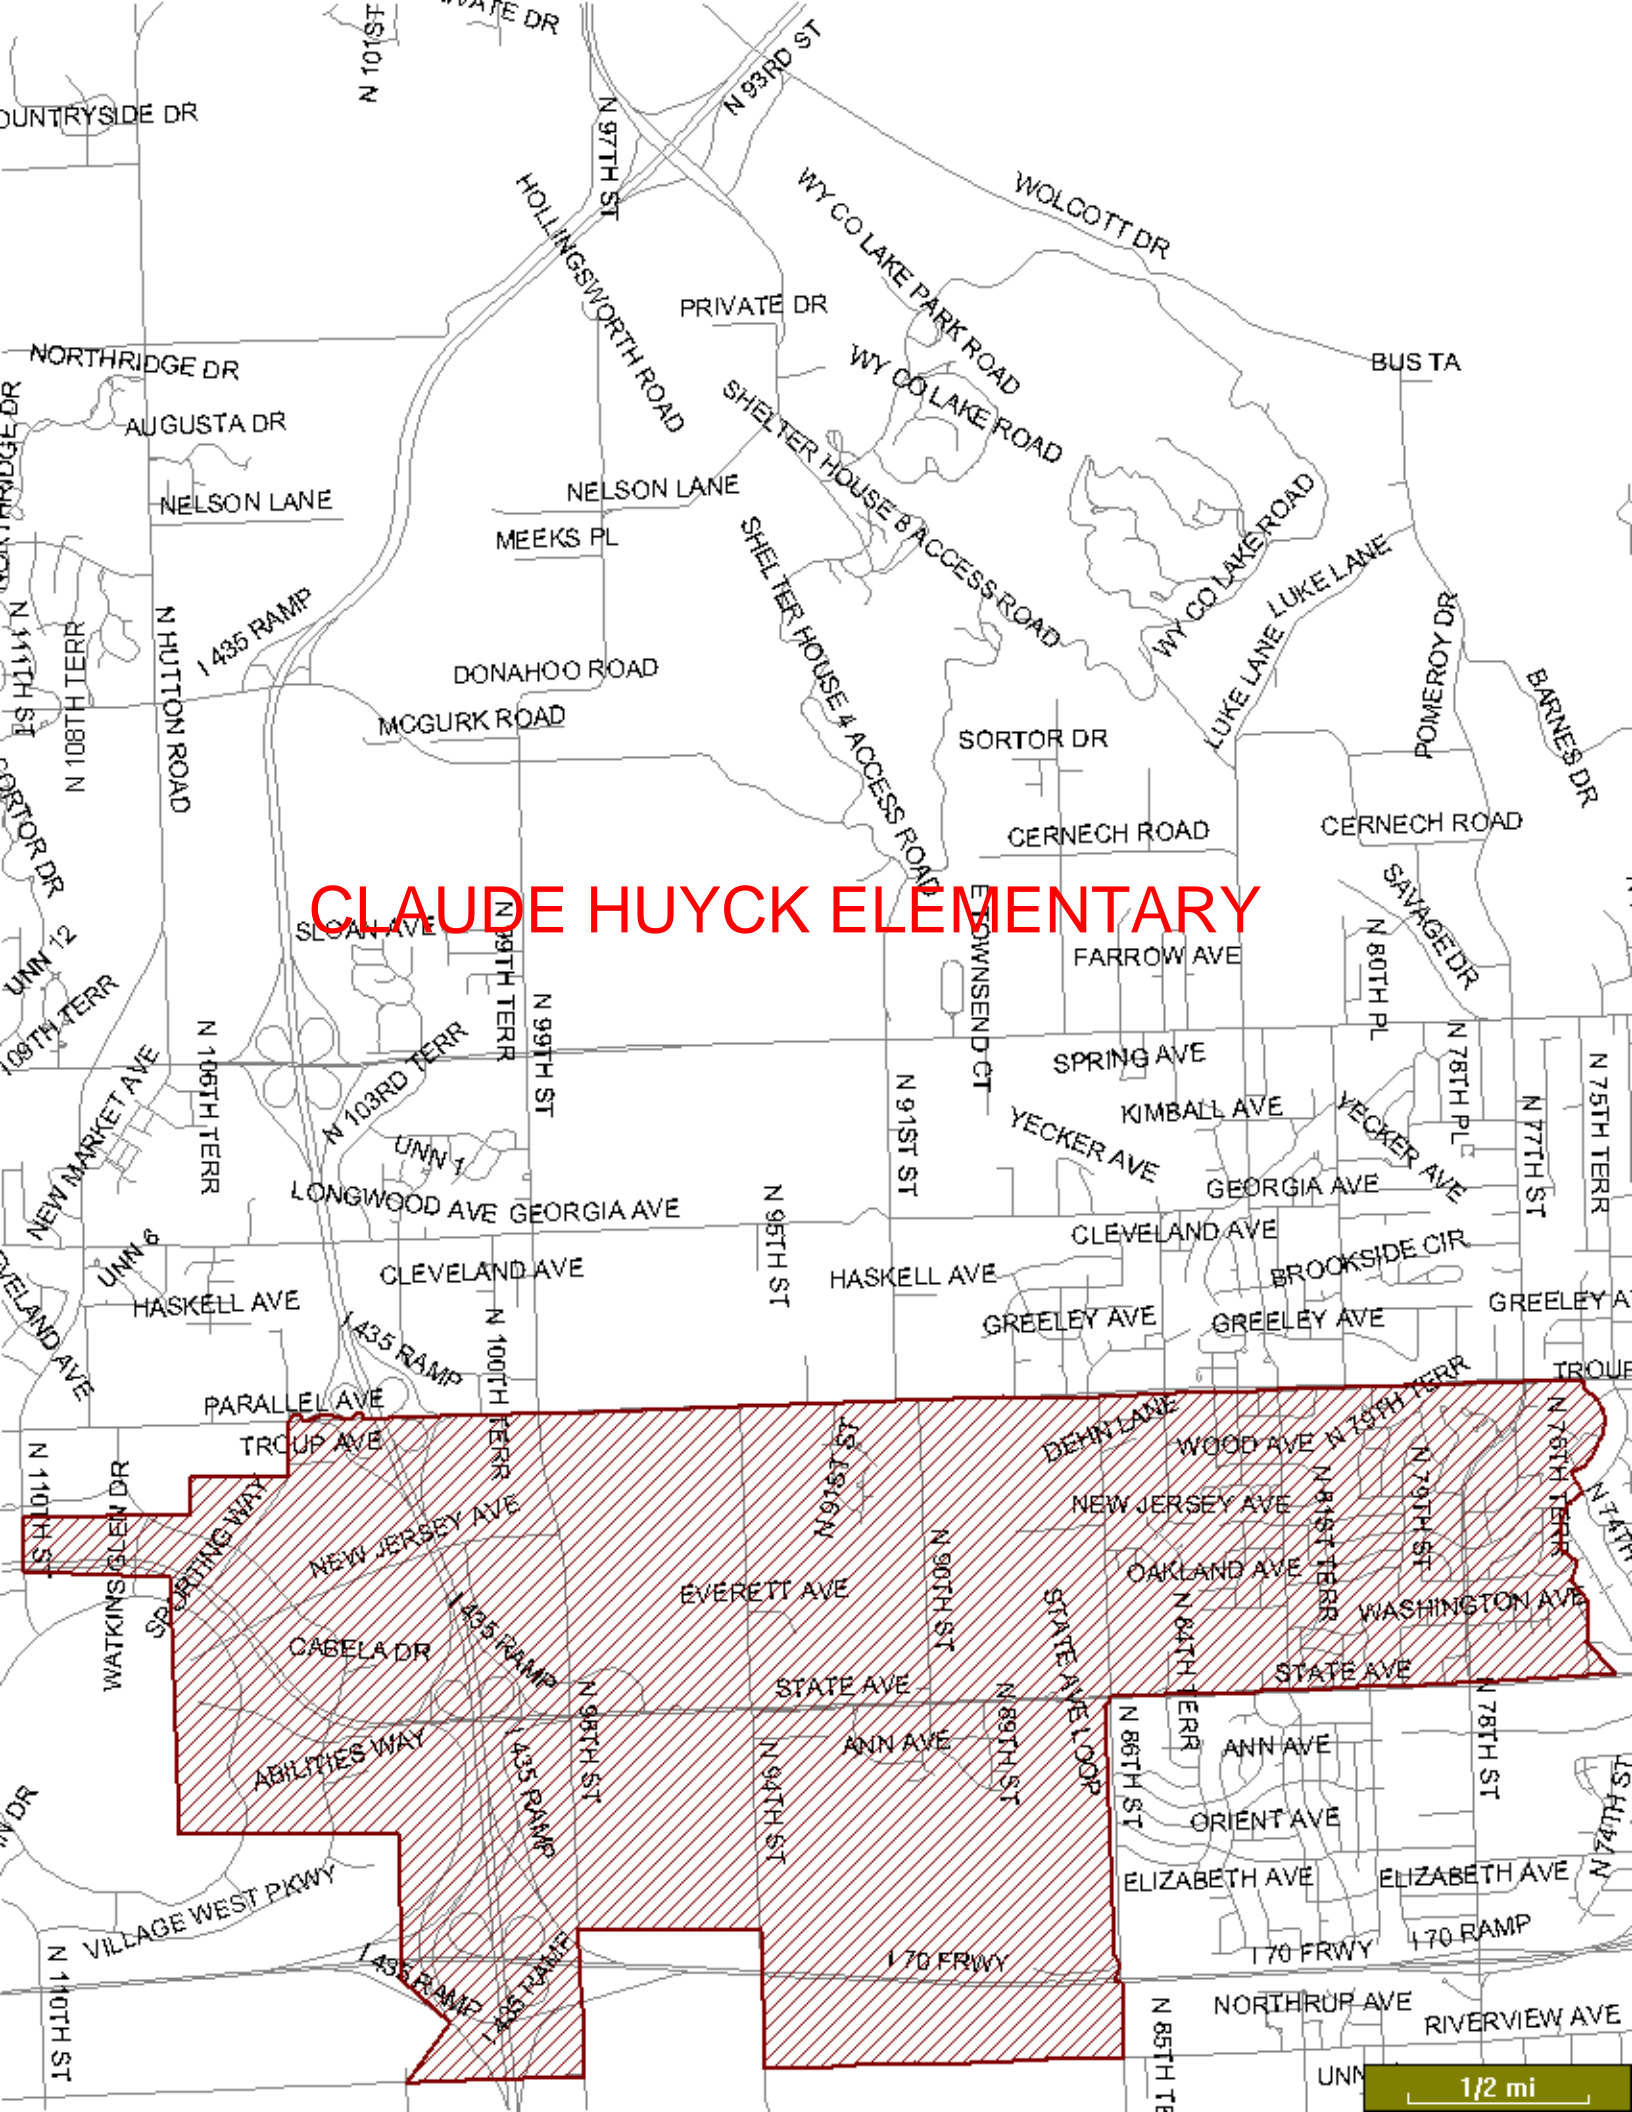 N 101ST
N 93RD ST
OUNTRYSIDE DR
N 97TH ST
WOLCOTT DR
WY CO LAKE PARK ROAD
HOLLINGSWORTH ROAD
PRIVATE DR
NORTHRIDGE DR
WY CO LAKE ROAD
BUS TA
AUGUSTA DR
SHELTER HOUSE 8 ACCESS ROAD
NELSON LANE
NELSON LANE
MEEKS PL
WY CO LAKE ROAD
LUKE LANE
SHELTER HOUSE 4 ACCESS ROAD
I 435 RAMP
N 111TH ST
N 108TH TERR
N HUTTON ROAD
DONAHOO ROAD
MCGURK ROAD
LUKE LANE
POMEROY DR
BARNES DR
SORTOR DR
ORTOR DR
CERNECH ROAD
CERNECH ROAD
CLAUDE HUYCK ELEMENTARY
SAVAGE DR
SLOAN AVE
N 99TH TERR
E TOWNSEND CT
FARROW AVE
N 80TH PL
UNN 12
109TH TERR
N 99TH ST
N 106TH TERR
N 103RD TERR
SPRING AVE
N 78TH PL
N 75TH TERR
NEW MARKET AVE
N 91ST ST
KIMBALL AVE
YECKER AVE
YECKER AVE
N 77TH ST
UNN 1
LONGWOOD AVE
GEORGIA AVE
N 95TH ST
GEORGIA AVE
CLEVELAND AVE
UNN 6
BROOKSIDE CIR
CLEVELAND AVE
HASKELL AVE
HASKELL AVE
GREELEY A
VELAND AVE
I 435 RAMP
N 100TH TERR
GREELEY AVE
GREELEY AVE
TROUP
PARALLEL AVE
TROUP AVE
N 91ST ST
DEHN LANE
WOOD AVE
N 79TH TERR
N 76TH TERR
N 110TH ST
WATKINS GLEN DR
SPORTING WAY
NEW JERSEY AVE
NEW JERSEY AVE
N 81ST TERR
N 79TH ST
N 74TH
OAKLAND AVE
EVERETT AVE
N 90TH ST
WASHINGTON AVE
CABELA DR
I 435 RAMP
STATE AVE LOOP
N 84TH TERR
STATE AVE
STATE AVE
ABILITIES WAY
I 435 RAMP
N 98TH ST
N 94TH ST
ANN AVE
N 89TH ST
N 86TH ST
ANN AVE
N 78TH ST
N 74TH ST
ORIENT AVE
ELIZABETH AVE
ELIZABETH AVE
VILLAGE WEST PKWY
N 110TH ST
I 435 RAMP
I 435 RAMP
I 70 FRWY
I 70 FRWY
I 70 RAMP
NORTHRUP AVE
RIVERVIEW AVE
N 85TH TE
UNN
1/2 mi